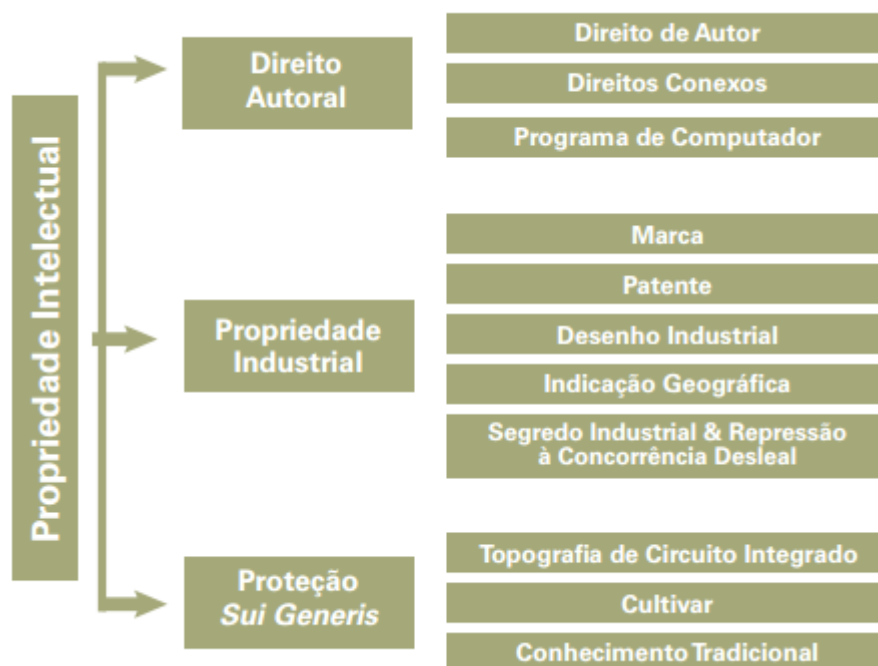 Propriedade Intelectual
Direito
Autoral
Direito de Autor
Direitos Conexos
Programa de Computador
Propriedade
Industrial
Marca
Patente
Desenho Industrial
Indicação Geográfica
Segredo Industrial & Repressão
à Concorrência Desleal
Proteção
Sui Generis
Topografia de Circuito Integrado
Cultivar
Conhecimento Tradicional